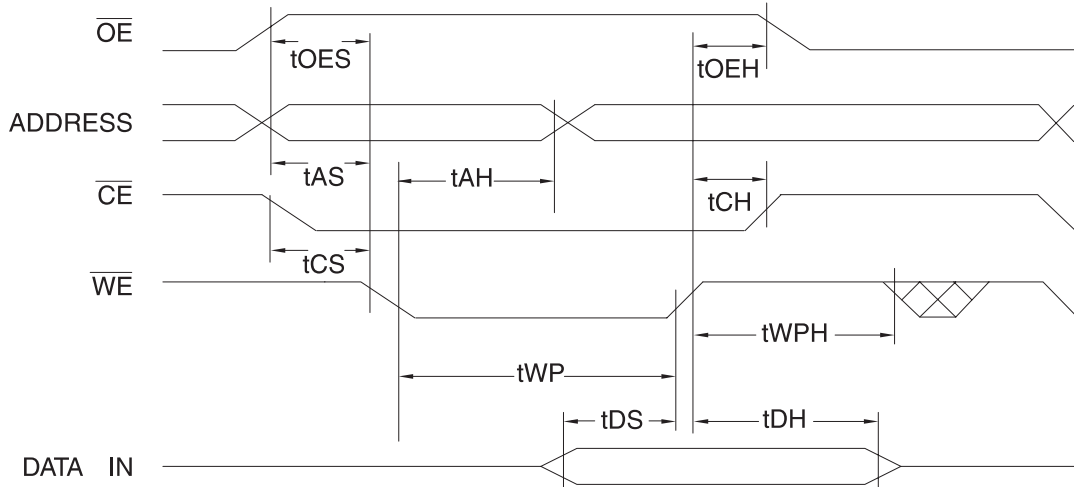 OE
tOES
tOEH
ADDRESS
tAS
tAH
CE
tCH
tCS
WE
tWPH
tWP
tDS
tDH
DATA IN